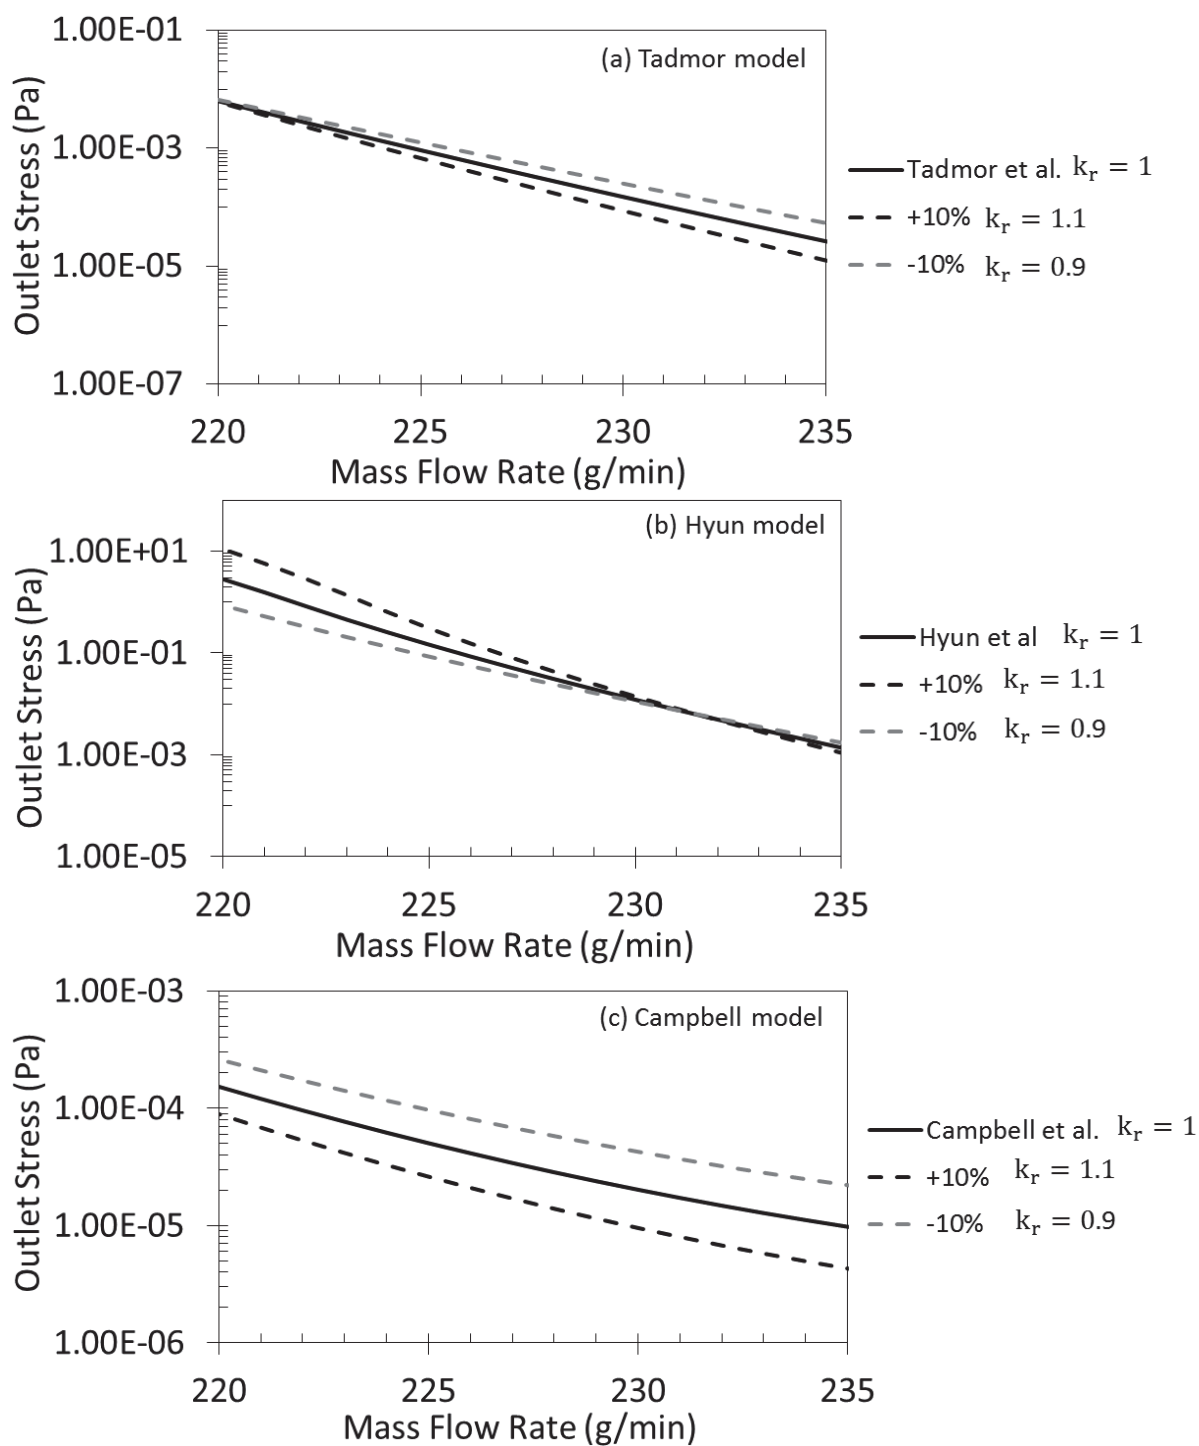 1.00E-01
(a) Tadmor model
1.00E-03
1.00E-05
1.00E-07
Outlet Stress (Pa)
220 225 230 235
Mass Flow Rate (g/min)
Tadmor et al. kr = 1
+10% kr = 1.1
-10% kr = 0.9
(b) Hyun model
1.00E+01
1.00E-01
1.00E-03
1.00E-05
Outlet Stress (Pa)
220 225 230 235
Mass Flow Rate (g/min)
Hyun et al kr = 1
+10% kr = 1.1
-10% kr = 0.9
1.00E-03
(c) Campbell model
1.00E-04
1.00E-05
1.00E-06
Outlet Stress (Pa)
220 225 230 235
Mass Flow Rate (g/min)
Campbell et al. kr = 1
+10% kr = 1.1
-10% kr = 0.9